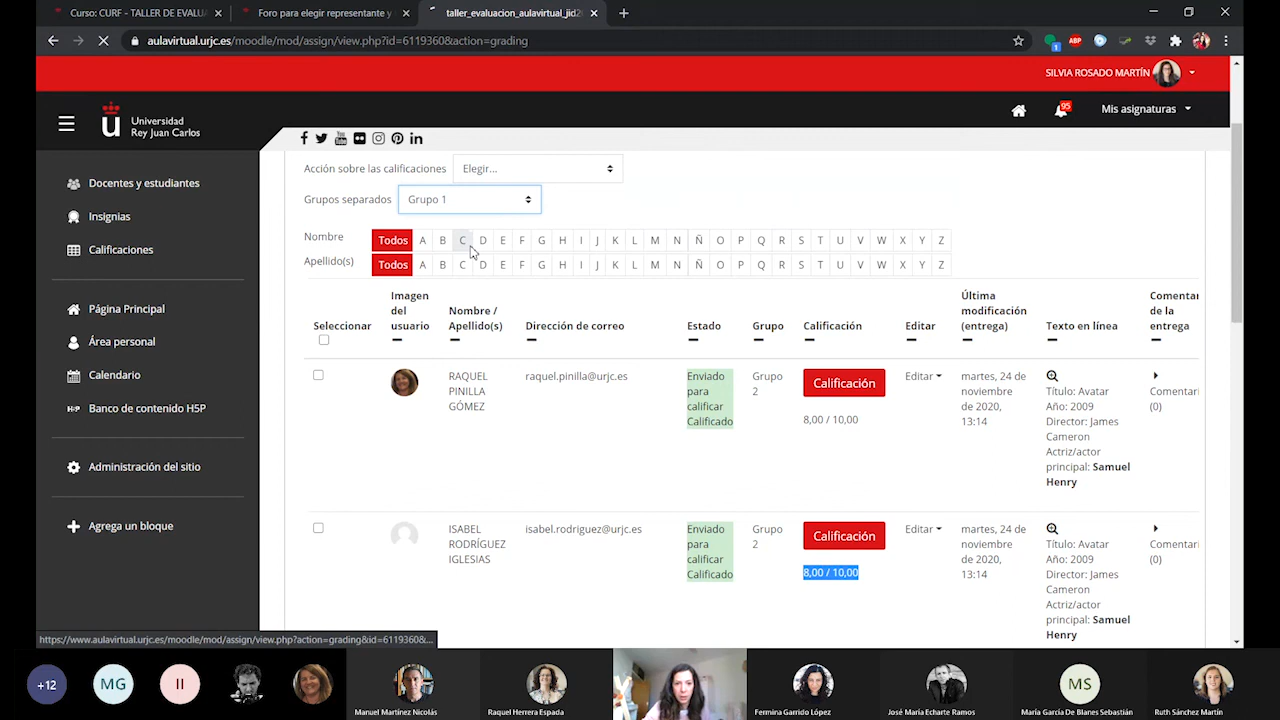 Curso: CURF - TALLER DE EVALU
Foro para elegir representante y
taller_evaluacion_aulavirtual_jid2
aulavirtual.urjc.es/moodle/mod/assign/view.php?id=6119360&action=grading
SILVIA ROSADO MARTÍN
Universidad
Rey Juan Carlos
95
Mis asignaturas
Docentes y estudiantes
Insignias
Calificaciones
Página Principal
Área personal
Calendario
H-P Banco de contenido H5P
Administración del sitio
Agrega un bloque
Acción sobre las calificaciones Elegir...
Grupos separados Grupo 1
Nombre Todos A B C D E F G H I J K L M N Ñ O P Q R S T U V W X Y Z
Apellido(s) Todos A B C D E F G H I J K L M N Ñ O P Q R S T U V W X Y Z
Seleccionar
Imagen
del
usuario
Nombre /
Apellido(s)
Dirección de correo
Estado
Grupo
Calificación
Editar
Última
modificación
(entrega)
Texto en línea
Comentar
de la
entrega
RAQUEL
PINILLA
GÓMEZ
raquel.pinilla@urjc.es
Enviado
para
calificar
Calificado
Grupo
2
Calificación
8,00 / 10,00
Editar
martes, 24 de
noviembre
de 2020,
13:14
Título: Avatar
Año: 2009
Director: James
Cameron
Actriz/actor
principal: Samuel
Henry
Comentari
(0)
ISABEL
RODRÍGUEZ
IGLESIAS
isabel.rodriguez@urjc.es
Enviado
para
calificar
Calificado
Grupo
2
Calificación
8,00 / 10,00
Editar
martes, 24 de
noviembre
de 2020,
13:14
Título: Avatar
Año: 2009
Director: James
Cameron
Actriz/actor
principal: Samuel
Henry
Comentari
(0)
https://www.aulavirtual.urjc.es/moodle/mod/assign/view.php?action=grading&id=6119360&...
+12
MG
II
Manuel Martínez Nicolás
Raquel Herrera Espada
Fermina Garrido López
José María Echarte Ramos
MS
María García De Blanes Sebastián
Ruth Sánchez Martín